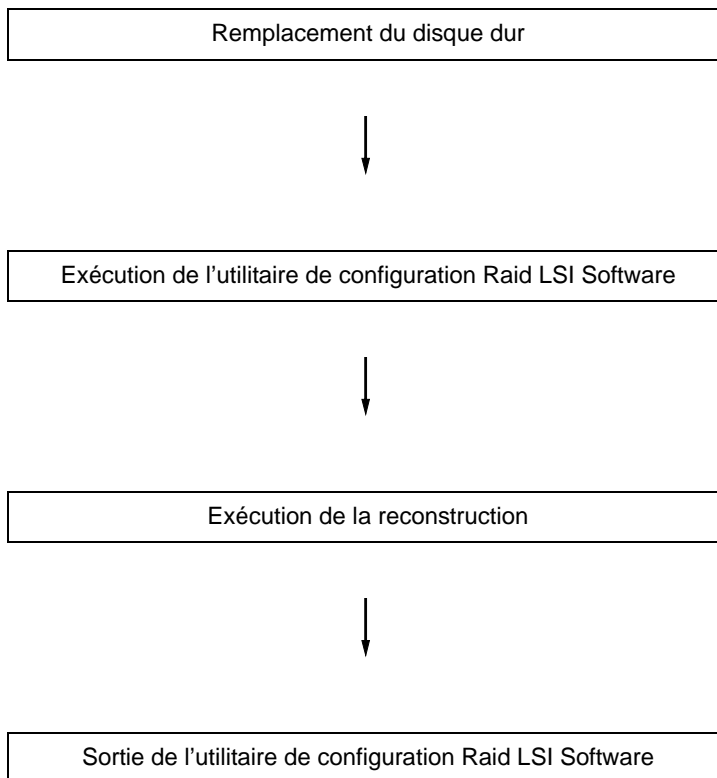 Remplacement du disque dur
Exécution de l’utilitaire de configuration Raid LSI Software
Exécution de la reconstruction
Sortie de l’utilitaire de configuration Raid LSI Software